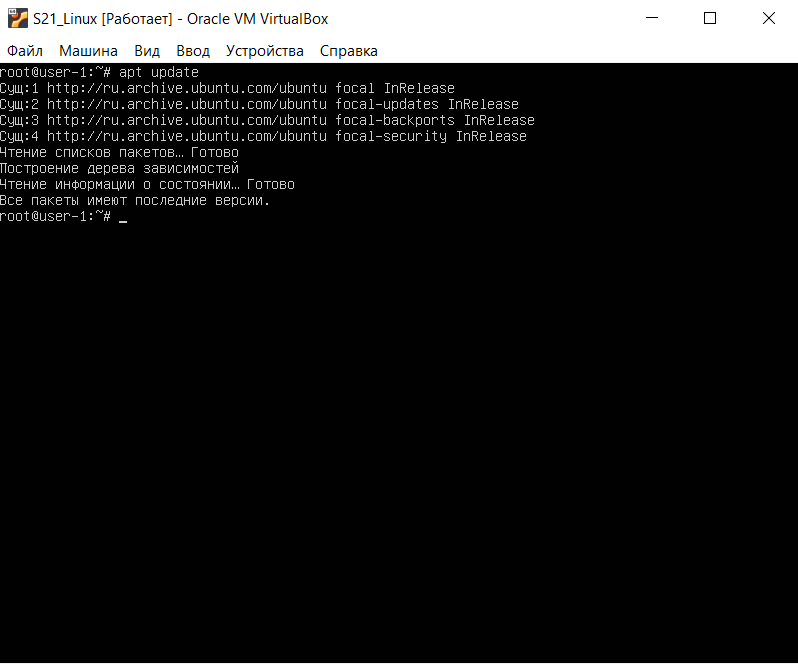 S21_Linux [Работает] - Oracle VM VirtualBox
Файл Машина Вид Ввод Устройства Справка
root@user-1:~# apt update
Сущ:1 http://ru.archive.ubuntu.com/ubuntu focal InRelease
Сущ:2 http://ru.archive.ubuntu.com/ubuntu focal-updates InRelease
Сущ:3 http://ru.archive.ubuntu.com/ubuntu focal-backports InRelease
Сущ:4 http://ru.archive.ubuntu.com/ubuntu focal-security InRelease
Чтение списков пакетов… Готово
Построение дерева зависимостей
Чтение информации о состоянии… Готово
Все пакеты имеют последние версии.
root@user-1:~# _